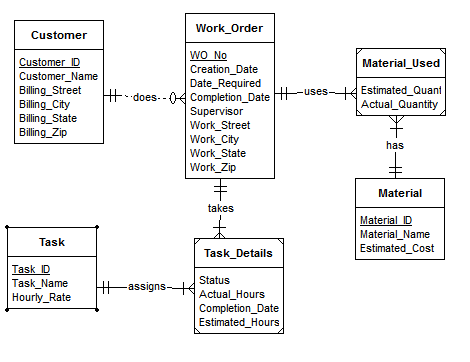 Customer
Customer_ID
Customer_Name
Billing_Street
Billing_City
Billing_State
Billing_Zip
does
Work_Order
WO_No
Creation_Date
Date_Required
Completion_Date
Supervisor
Work_Street
Work_City
Work_State
Work_Zip
uses
Material_Used
Estimated_Quant
Actual_Quantity
has
Material
Material_ID
Material_Name
Estimated_Cost
takes
Task
Task_ID
Task_Name
Hourly_Rate
assigns
Task_Details
Status
Actual_Hours
Completion_Date
Estimated_Hours